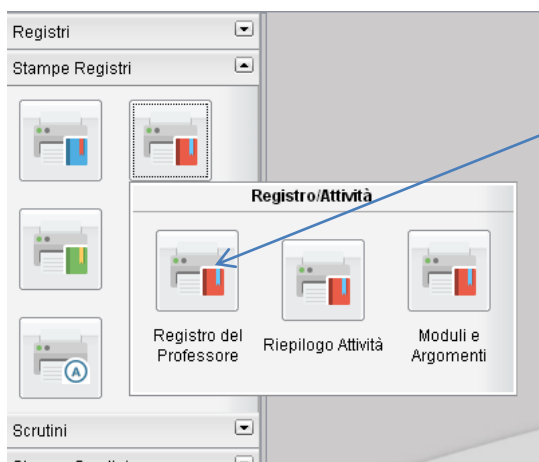 Registri
Stampe Registri
Registro/Attività
Registro del
Professore
Riepilogo Attività
Moduli e
Argomenti
A
Scrutini